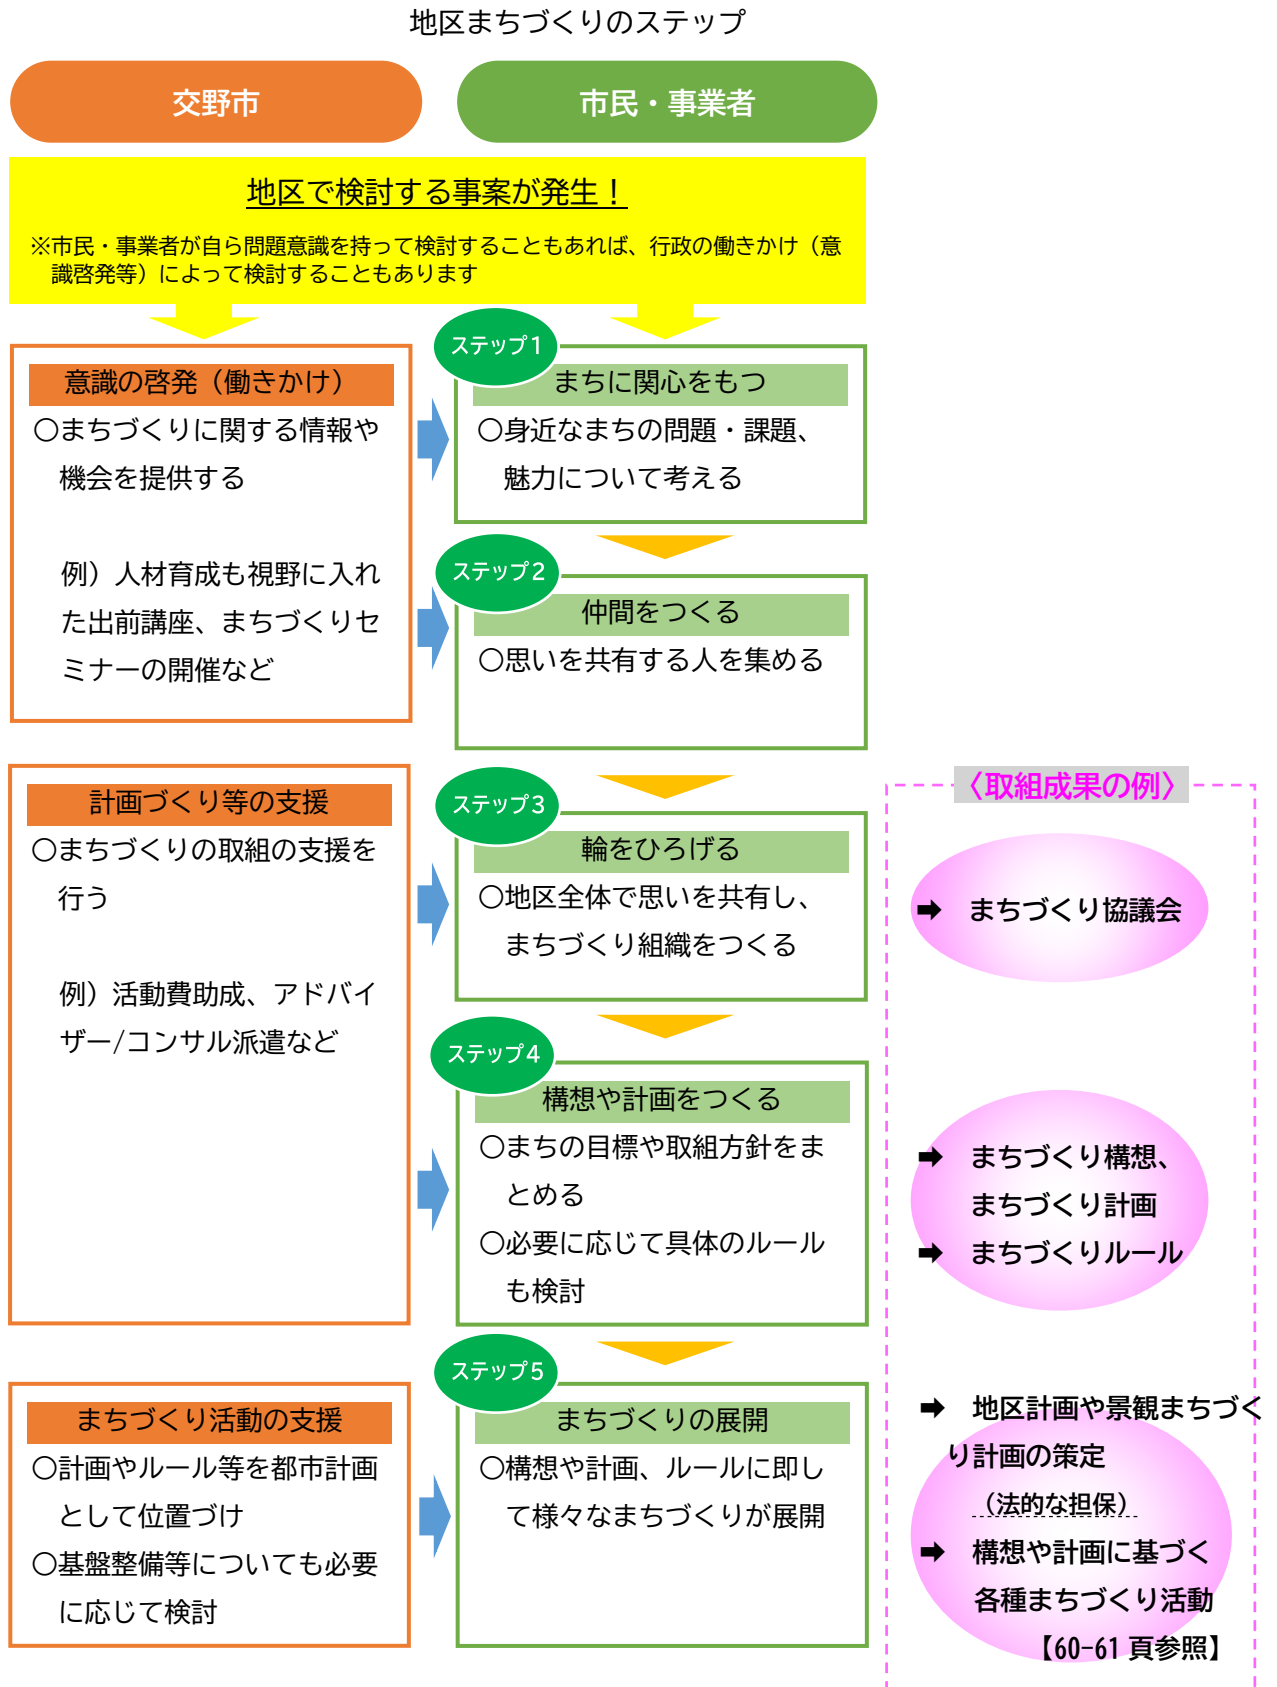 地区まちづくりのステップ
交野市
市民・事業者
地区で検討する事案が発生！
※市民・事業者が自ら問題意識を持って検討することもあれば、行政の働きかけ（意
識啓発等）によって検討することもあります
意識の啓発（働きかけ）
〇まちづくりに関する情報や
機会を提供する
例）人材育成も視野に入れ
た出前講座、まちづくりセ
ミナーの開催など
ステップ1
まちに関心をもつ
〇身近なまちの問題・課題、
魅力について考える
ステップ2
仲間をつくる
〇思いを共有する人を集める
計画づくり等の支援
〇まちづくりの取組の支援を
行う
例）活動費助成、アドバイ
ザー/コンサル派遣など
ステップ3
輪をひろげる
〇地区全体で思いを共有し、
まちづくり組織をつくる
ステップ4
構想や計画をつくる
〇まちの目標や取組方針をま
とめる
〇必要に応じて具体のルール
も検討
まちづくり活動の支援
〇計画やルール等を都市計画
として位置づけ
〇基盤整備等についても必要
に応じて検討
ステップ5
まちづくりの展開
〇構想や計画、ルールに即し
て様々なまちづくりが展開
〈取組成果の例〉
➡ まちづくり協議会
➡ まちづくり構想、
まちづくり計画
➡ まちづくりルール
➡ 地区計画や景観まちづく
り計画の策定
（法的な担保）
➡ 構想や計画に基づく
各種まちづくり活動
【60-61 頁参照】